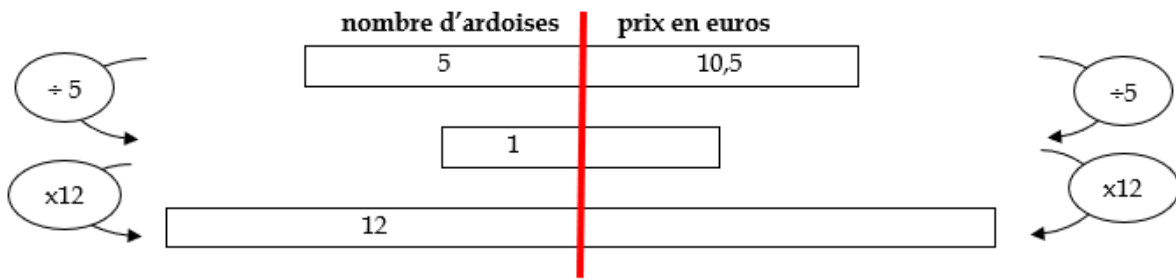 nombre d’ardoises prix en euros
5 10,5
÷ 5 ÷5
1
x12 x12
12